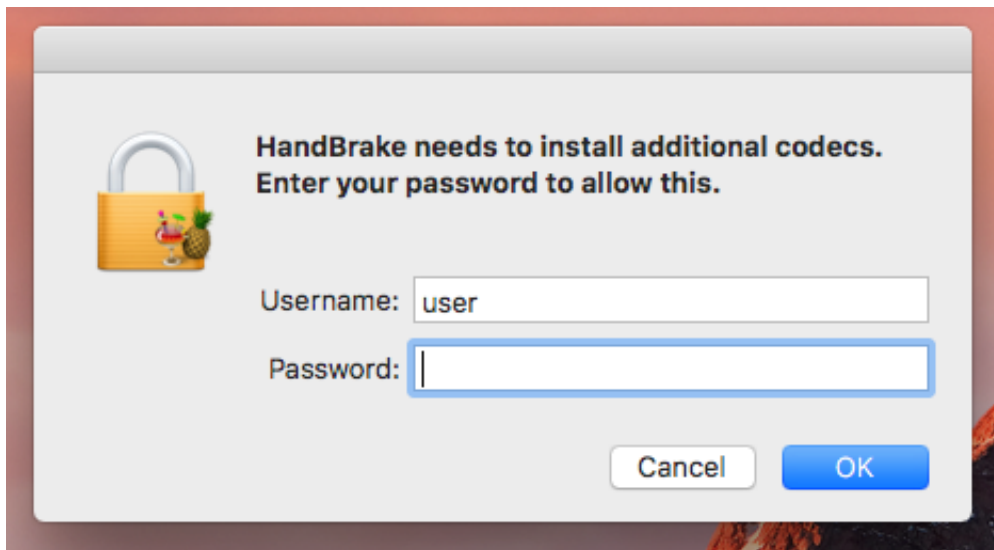 HandBrake needs to install additional codecs.
Enter your password to allow this.
Username: user
Password:
Cancel OK